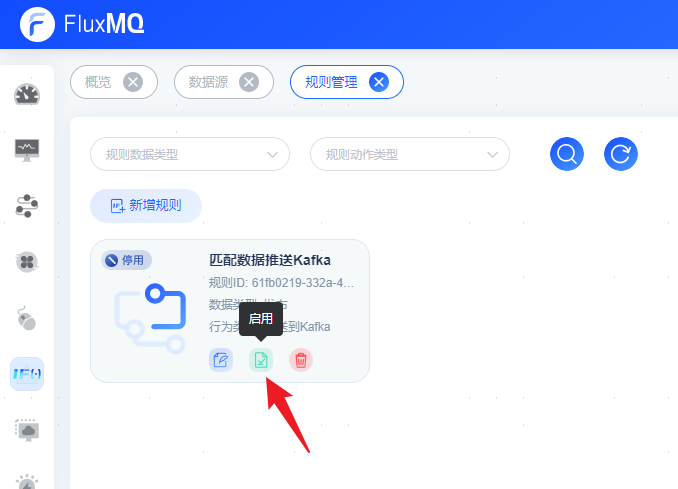 FluxMQ
概览
数据源
规则管理
规则数据类型
规则动作类型
新增规则
停用
匹配数据推送Kafka
规则ID: 61fb0219-332a-4...
数据类型: 发布
行为类
送到Kafka
启用
IF(·)